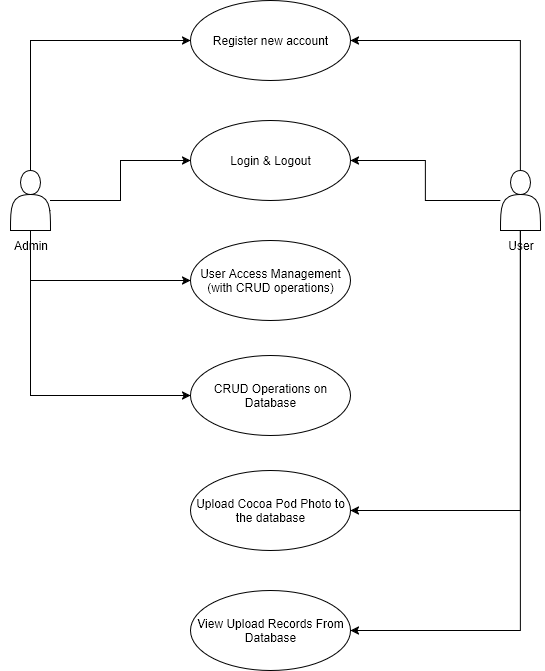 Register new account
Login & Logout
Admin
User
User Access Management
(with CRUD operations)
CRUD Operations on
Database
Upload Cocoa Pod Photo to
the database
View Upload Records From
Database